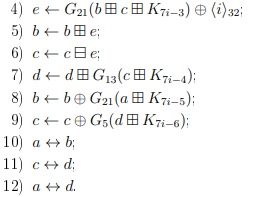 4) e ← G₂₁(b ⊞ c ⊞ K₇ᵢ₋₃) ⊕ ⟨i⟩₃₂;
5) b ← b ⊞ e;
6) c ← c ⊟ e;
7) d ← d ⊞ G₁₃(c ⊞ K₇ᵢ₋₄);
8) b ← b ⊕ G₂₁(a ⊞ K₇ᵢ₋₅);
9) c ← c ⊕ G₅(d ⊞ K₇ᵢ₋₆);
10) a ↔ b;
11) c ↔ d;
12) a ↔ d.